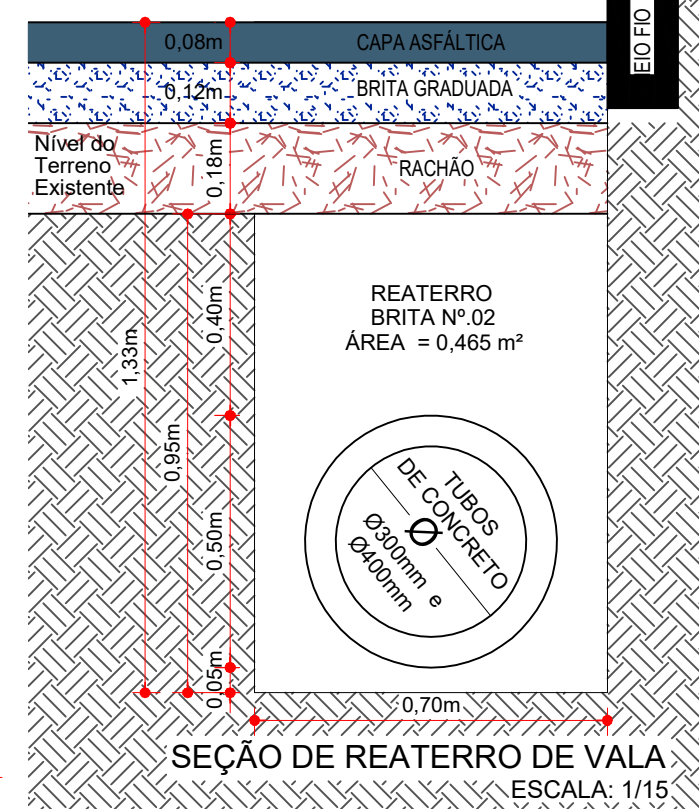 EIO FIO
0,08m
CAPA ASFÁLTICA
0,12m
BRITA GRADUADA
Nível do
Terreno
Existente
0,18m
RACHÃO
REATERRO
BRITA Nº.02
ÁREA = 0,465 m²
0,40m
1,33m
0,95m
0,50m
0,05m
TUBOS
DE CONCRETO
Ø
Ø300mm e
Ø400mm
0,70m
SEÇÃO DE REATERRO DE VALA
ESCALA: 1/15